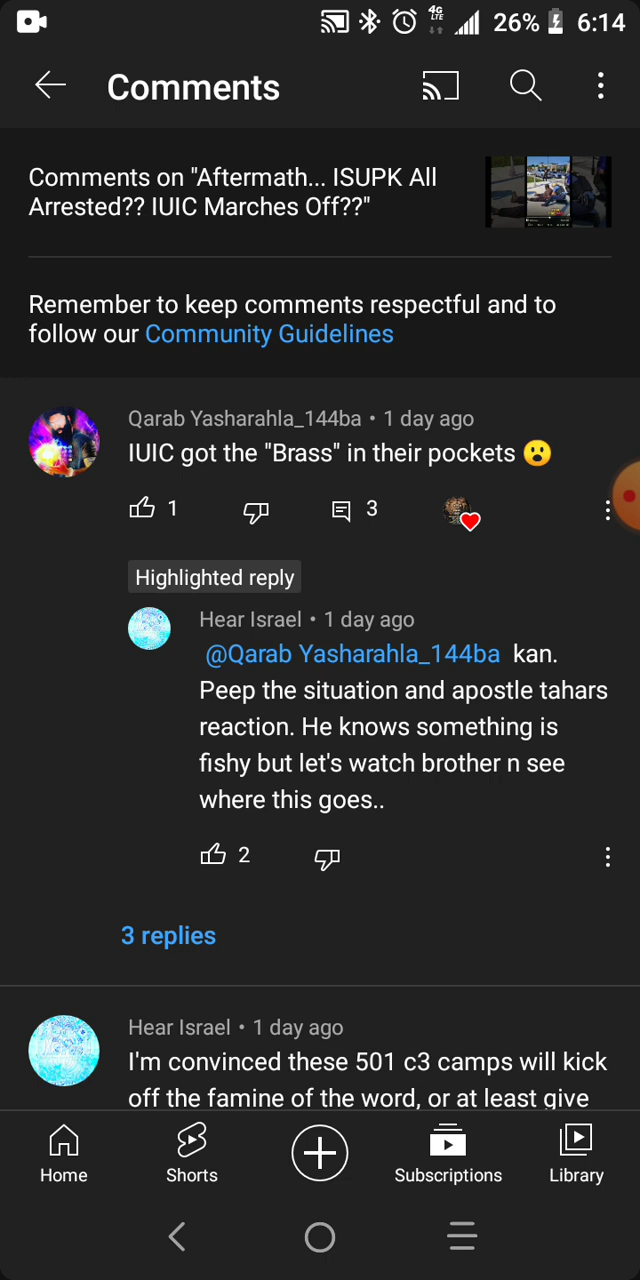 4G
LTE
26%
6:14
Comments
Comments on "Aftermath... ISUPK All
Arrested?? IUIC Marches Off??"
Remember to keep comments respectful and to
follow our Community Guidelines
Qarab Yasharahla_144ba • 1 day ago
IUIC got the "Brass" in their pockets 😮
1
3
Highlighted reply
Hear Israel • 1 day ago
@Qarab Yasharahla_144ba kan.
Peep the situation and apostle tahars
reaction. He knows something is
fishy but let's watch brother n see
where this goes..
2
3 replies
Hear Israel • 1 day ago
I'm convinced these 501 c3 camps will kick
off the famine of the word, or at least give
Home
Shorts
Subscriptions
Library